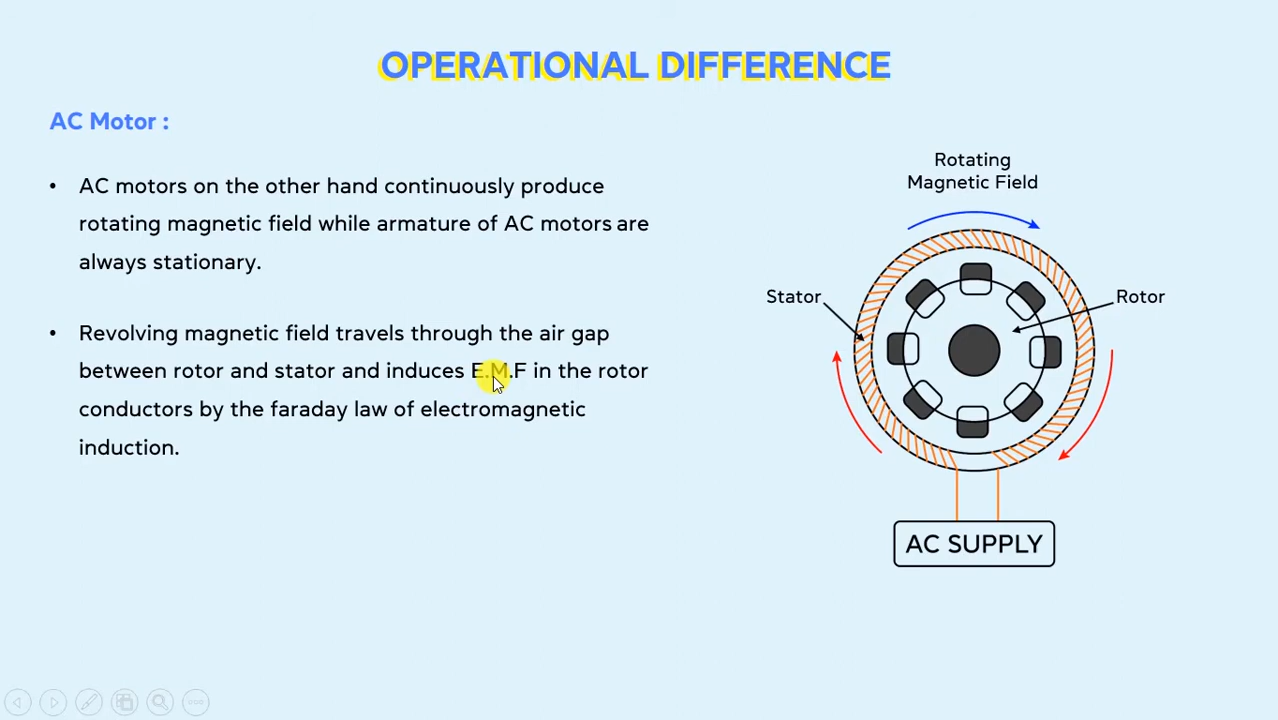 OPERATIONAL DIFFERENCE
AC Motor :
• AC motors on the other hand continuously produce
rotating magnetic field while armature of AC motors are
always stationary.
• Revolving magnetic field travels through the air gap
between rotor and stator and induces E.M.F in the rotor
conductors by the faraday law of electromagnetic
induction.
Rotating
Magnetic Field
Stator
Rotor
AC SUPPLY